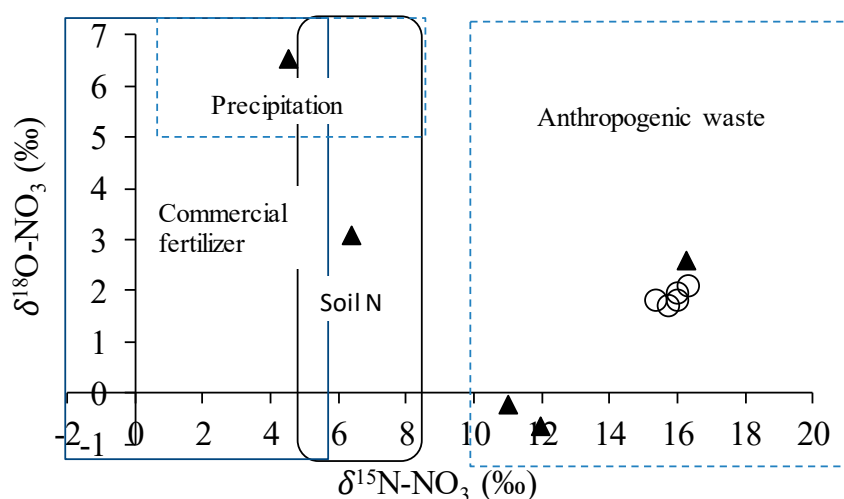 7
6
5
4
3
2
1
0
-1
δ18O-NO3 (‰)
Precipitation
Anthropogenic waste
Commercial
fertilizer
Soil N
-2 0 2 4 6 8 10 12 14 16 18 20
δ15N-NO3 (‰)